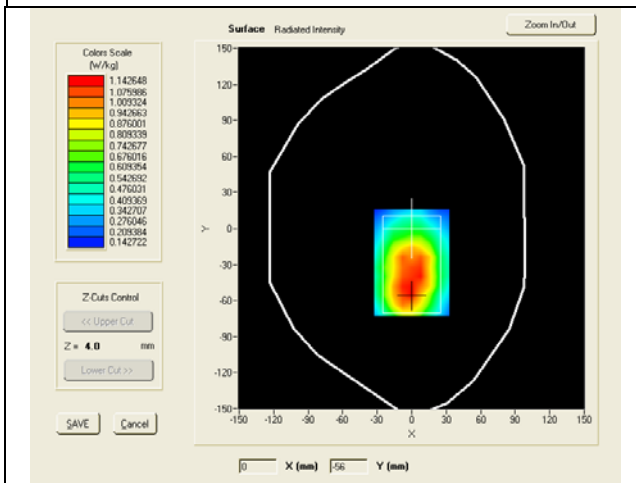 Surface Radiated Intensity
Zoom In/Out
Colors Scale
(W/kg)
1.142648
1.075986
1.009324
0.942663
0.876001
0.809339
0.742677
0.676016
0.609354
0.542692
0.476031
0.409369
0.342707
0.276046
0.209384
0.142722
Z-Cuts Control
<< Upper Cut
Z = 4.0 mm
Lower Cut >>
SAVE Cancel
150-
120-
90-
60-
30-
0-
-30-
-60-
-90-
-120-
-150-
Y
-150 -120 -90 -60 -30 0 30 60 90 120 150
X
0 X (mm) -56 Y (mm)